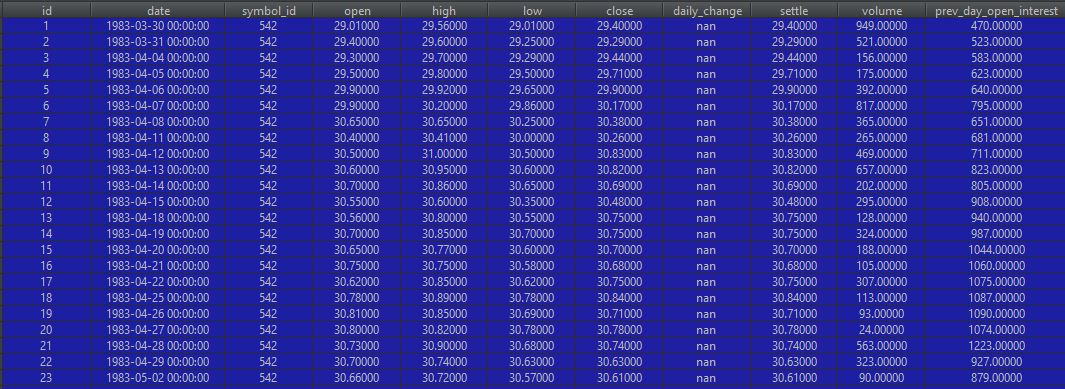 id date symbol_id open high low close daily_change settle volume prev_day_open_interest
1 1983-03-30 00:00:00 542 29.01000 29.56000 29.01000 29.40000 nan 29.40000 949.00000 470.00000
2 1983-03-31 00:00:00 542 29.40000 29.60000 29.25000 29.29000 nan 29.29000 521.00000 523.00000
3 1983-04-04 00:00:00 542 29.30000 29.70000 29.29000 29.44000 nan 29.44000 156.00000 583.00000
4 1983-04-05 00:00:00 542 29.50000 29.80000 29.50000 29.71000 nan 29.71000 175.00000 623.00000
5 1983-04-06 00:00:00 542 29.90000 29.92000 29.65000 29.90000 nan 29.90000 392.00000 640.00000
6 1983-04-07 00:00:00 542 29.90000 30.20000 29.86000 30.17000 nan 30.17000 817.00000 795.00000
7 1983-04-08 00:00:00 542 30.65000 30.65000 30.25000 30.38000 nan 30.38000 365.00000 651.00000
8 1983-04-11 00:00:00 542 30.40000 30.41000 30.00000 30.26000 nan 30.26000 265.00000 681.00000
9 1983-04-12 00:00:00 542 30.50000 31.00000 30.50000 30.83000 nan 30.83000 469.00000 711.00000
10 1983-04-13 00:00:00 542 30.60000 30.95000 30.60000 30.82000 nan 30.82000 657.00000 823.00000
11 1983-04-14 00:00:00 542 30.70000 30.86000 30.65000 30.69000 nan 30.69000 202.00000 805.00000
12 1983-04-15 00:00:00 542 30.55000 30.60000 30.35000 30.48000 nan 30.48000 295.00000 908.00000
13 1983-04-18 00:00:00 542 30.56000 30.80000 30.55000 30.75000 nan 30.75000 128.00000 940.00000
14 1983-04-19 00:00:00 542 30.70000 30.85000 30.70000 30.75000 nan 30.75000 324.00000 987.00000
15 1983-04-20 00:00:00 542 30.65000 30.77000 30.60000 30.70000 nan 30.70000 188.00000 1044.00000
16 1983-04-21 00:00:00 542 30.75000 30.75000 30.58000 30.68000 nan 30.68000 105.00000 1060.00000
17 1983-04-22 00:00:00 542 30.62000 30.85000 30.62000 30.75000 nan 30.75000 307.00000 1075.00000
18 1983-04-25 00:00:00 542 30.78000 30.89000 30.78000 30.84000 nan 30.84000 113.00000 1087.00000
19 1983-04-26 00:00:00 542 30.81000 30.85000 30.69000 30.71000 nan 30.71000 93.00000 1090.00000
20 1983-04-27 00:00:00 542 30.80000 30.82000 30.78000 30.78000 nan 30.78000 24.00000 1074.00000
21 1983-04-28 00:00:00 542 30.73000 30.90000 30.68000 30.74000 nan 30.74000 563.00000 1223.00000
22 1983-04-29 00:00:00 542 30.70000 30.74000 30.63000 30.63000 nan 30.63000 323.00000 927.00000
23 1983-05-02 00:00:00 542 30.66000 30.72000 30.57000 30.61000 nan 30.61000 90.00000 879.00000